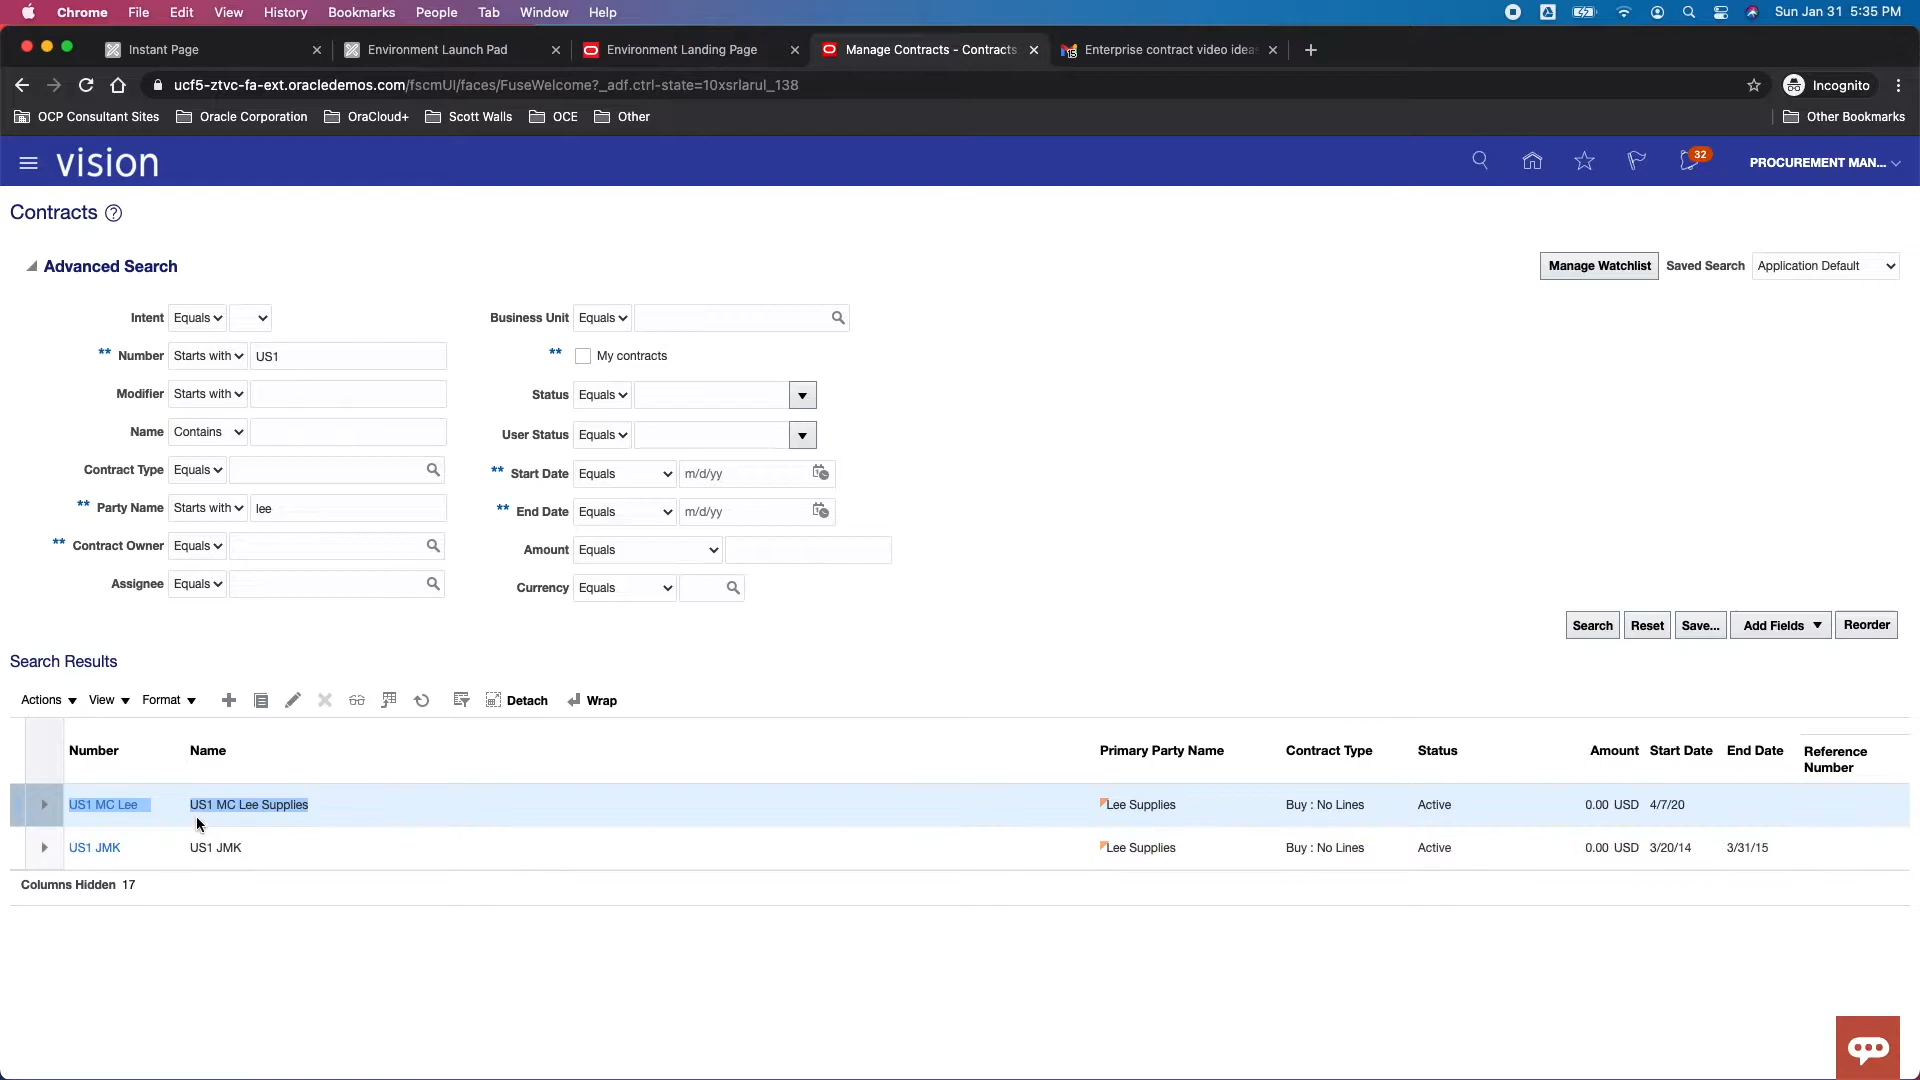 Chrome File Edit View History Bookmarks People Tab Window Help Sun Jan 31 5:35 PM
Instant Page Environment Launch Pad Environment Landing Page Manage Contracts - Contracts Enterprise contract video idea
ucf5-ztvc-fa-ext.oracledemos.com/fscmUI/faces/FuseWelcome?_adf.ctrl-state=10xsrlarul_138 Incognito
OCP Consultant Sites Oracle Corporation OraCloud+ Scott Walls OCE Other Other Bookmarks
vision 32 PROCUREMENT MAN...
Contracts ?
Advanced Search Manage Watchlist Saved Search Application Default
Intent Equals Business Unit Equals
** Number Starts with US1 ** My contracts
Modifier Starts with Status Equals
Name Contains User Status Equals
Contract Type Equals ** Start Date Equals m/d/yy
** Party Name Starts with lee ** End Date Equals m/d/yy
** Contract Owner Equals Amount Equals
Assignee Equals Currency Equals
Search Reset Save... Add Fields Reorder
Search Results
Actions View Format Detach Wrap
Number Name Primary Party Name Contract Type Status Amount Start Date End Date Reference Number
US1 MC Lee US1 MC Lee Supplies Lee Supplies Buy : No Lines Active 0.00 USD 4/7/20
US1 JMK US1 JMK Lee Supplies Buy : No Lines Active 0.00 USD 3/20/14 3/31/15
Columns Hidden 17